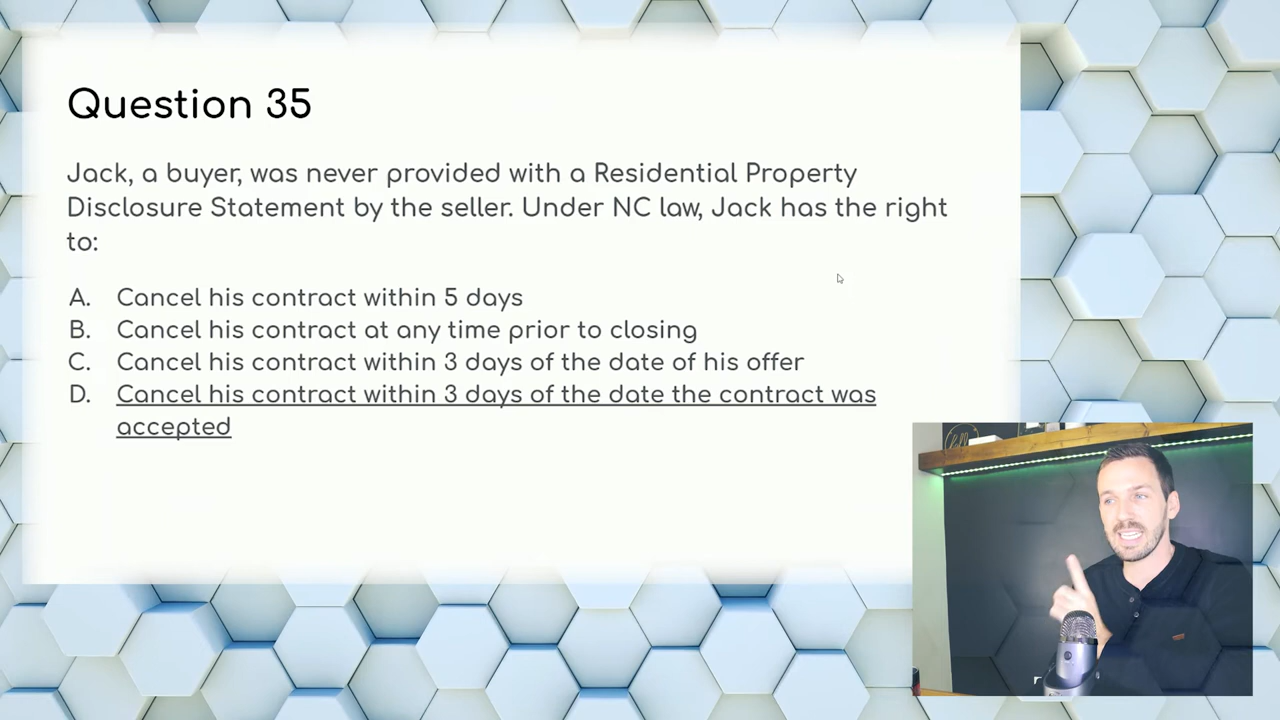 Question 35
Jack, a buyer, was never provided with a Residential Property
Disclosure Statement by the seller. Under NC law, Jack has the right
to:
A. Cancel his contract within 5 days
B. Cancel his contract at any time prior to closing
C. Cancel his contract within 3 days of the date of his offer
D. Cancel his contract within 3 days of the date the contract was
accepted